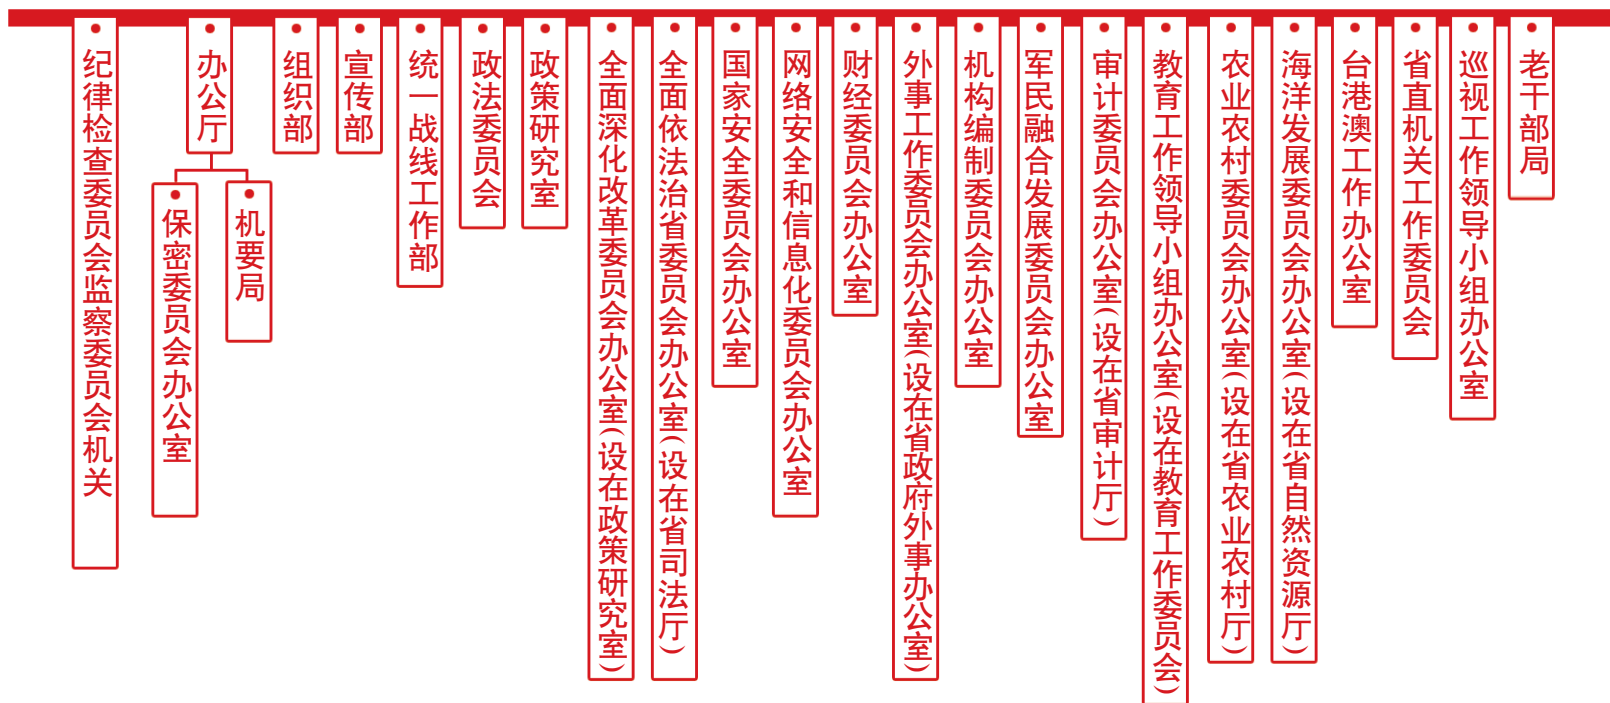 纪律检查委员会监察委员会机关
办公厅
保密委员会办公室
机要局
组织部
宣传部
统一战线工作部
政法委员会
政策研究室
全面深化改革委员会办公室(设在政策研究室)
全面依法治省委员会办公室(设在省司法厅)
国家安全委员会办公室
网络安全和信息化委员会办公室
财经委员会办公室
外事工作委员会办公室(设在省政府外事办公室)
机构编制委员会办公室
军民融合发展委员会办公室
审计委员会办公室(设在省审计厅)
教育工作领导小组办公室(设在教育工作委员会)
农业农村委员会办公室(设在省农业农村厅)
海洋发展委员会办公室(设在省自然资源厅)
台港澳工作办公室
省直机关工作委员会
巡视工作领导小组办公室
老干部局